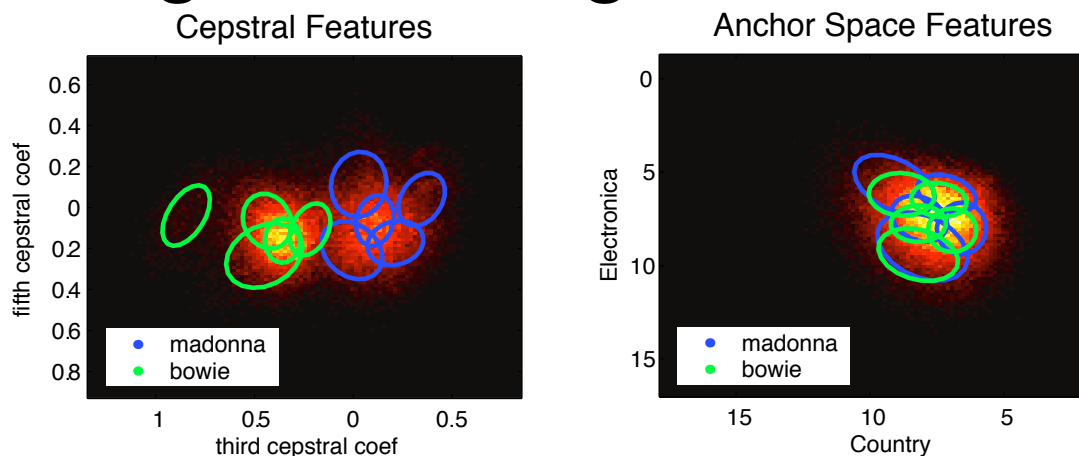 Cepstral Features
Anchor Space Features
0.6
0.4
0.2
0
0.2
0.4
0.6
0.8
fifth cepstral coef
madonna
bowie
1
0.5
0
0.5
third cepstral coef
0
5
10
15
Electronica
madonna
bowie
15
10
5
Country